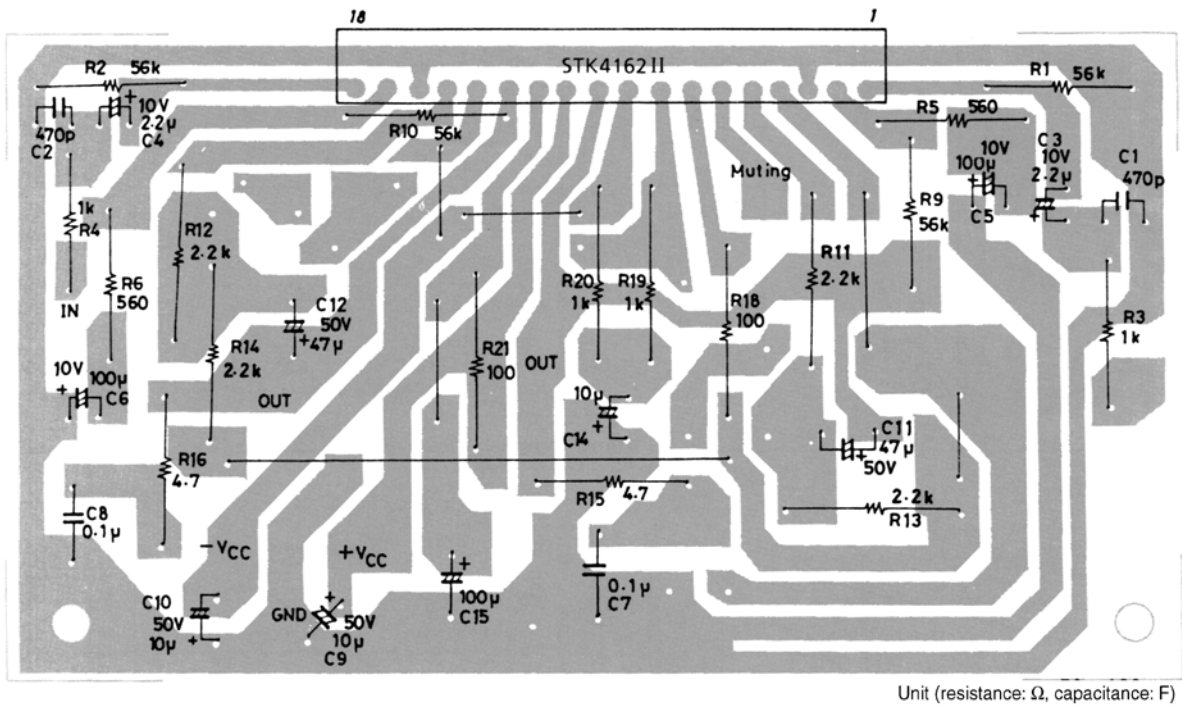 18
1
STK4162II
R2
56k
10V
2.2μ
470p
C4
C2
R10
56k
R1
56k
R5
560
10V
100μ
C5
C3
10V
2.2μ
C1
470p
Muting
1k
R4
R12
2.2k
R9
56k
R6
560
IN
C12
50V
47μ
R20
1k
R19
1k
R11
2.2k
R18
100
R3
1k
R14
2.2k
R21
100
OUT
10V
100μ
C6
OUT
10μ
C14
C11
47μ
50V
R16
4.7
R15
4.7
2.2k
R13
C8
0.1μ
−VCC
+VCC
C10
50V
10μ
GND
50V
10μ
C9
100μ
C15
0.1μ
C7
Unit (resistance: Ω, capacitance: F)